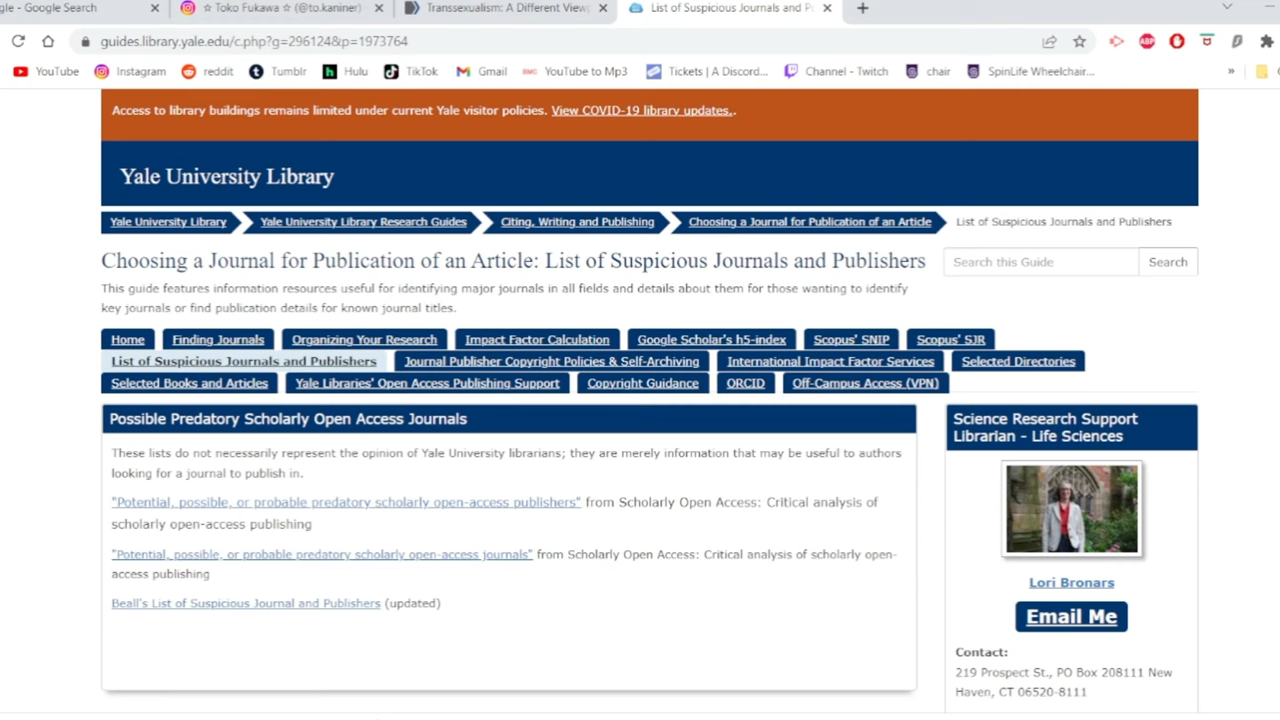 gle - Google Search
☆ Toko Fukawa ☆ (@to.kaniner)
Transsexualism: A Different View
List of Suspicious Journals and P
guides.library.yale.edu/c.php?g=296124&p=1973764
ABP
YouTube
Instagram
reddit
Tumblr
Hulu
TikTok
Gmail
YouTube to Mp3
Tickets | A Discord...
Channel - Twitch
chair
SpinLife Wheelchair...
Access to library buildings remains limited under current Yale visitor policies. View COVID-19 library updates..
Yale University Library
Yale University Library
Yale University Library Research Guides
Citing, Writing and Publishing
Choosing a Journal for Publication of an Article
List of Suspicious Journals and Publishers
Choosing a Journal for Publication of an Article: List of Suspicious Journals and Publishers
Search this Guide
Search
This guide features information resources useful for identifying major journals in all fields and details about them for those wanting to identify
key journals or find publication details for known journal titles.
Home
Finding Journals
Organizing Your Research
Impact Factor Calculation
Google Scholar's h5-index
Scopus' SNIP
Scopus' SJR
List of Suspicious Journals and Publishers
Journal Publisher Copyright Policies & Self-Archiving
International Impact Factor Services
Selected Directories
Selected Books and Articles
Yale Libraries' Open Access Publishing Support
Copyright Guidance
ORCID
Off-Campus Access (VPN)
Possible Predatory Scholarly Open Access Journals
These lists do not necessarily represent the opinion of Yale University librarians; they are merely information that may be useful to authors
looking for a journal to publish in.
"Potential, possible, or probable predatory scholarly open-access publishers" from Scholarly Open Access: Critical analysis of
scholarly open-access publishing
"Potential, possible, or probable predatory scholarly open-access journals" from Scholarly Open Access: Critical analysis of scholarly open-
access publishing
Beall's List of Suspicious Journal and Publishers (updated)
Science Research Support
Librarian - Life Sciences
Lori Bronars
Email Me
Contact:
219 Prospect St., PO Box 208111 New
Haven, CT 06520-8111